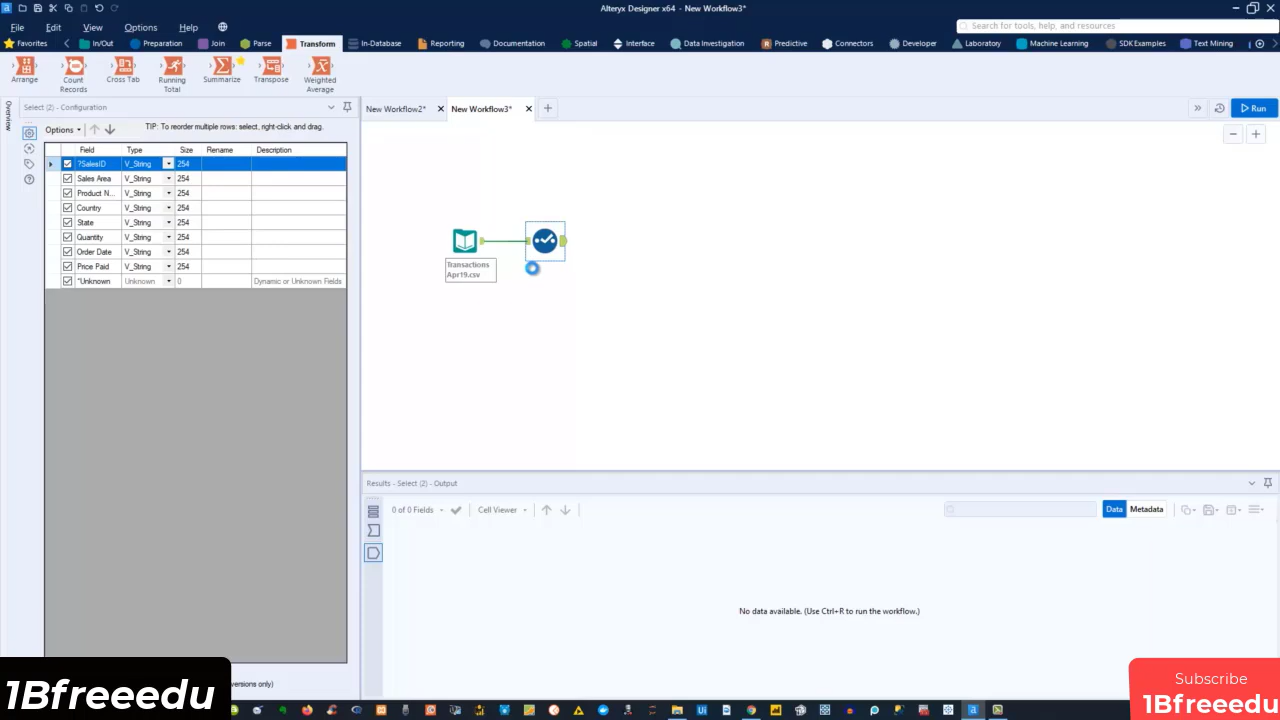 Alteryx Designer x64 - New Workflow3*
File Edit View Options Help
Search for tools, help, and resources
Favorites In/Out Preparation Join Parse Transform In-Database Reporting Documentation Spatial Interface Data Investigation Predictive Connectors Developer Laboratory Machine Learning SDK Examples Text Mining
Arrange Count Records Cross Tab Running Total Summarize Transpose Weighted Average
Overview
Select (2) - Configuration
New Workflow2* New Workflow3*
Run
Options TIP: To reorder multiple rows: select, right-click and drag.
Field Type Size Rename Description
?SalesID V_String 254
Sales Area V_String 254
Product N... V_String 254
Country V_String 254
State V_String 254
Quantity V_String 254
Order Date V_String 254
Price Paid V_String 254
*Unknown Unknown 0 Dynamic or Unknown Fields
Transactions
Apr19.csv
Results - Select (2) - Output
0 of 0 Fields Cell Viewer Data Metadata
No data available. (Use Ctrl+R to run the workflow.)
versions only)
1Bfreeedu
Subscribe
1Bfreeedu